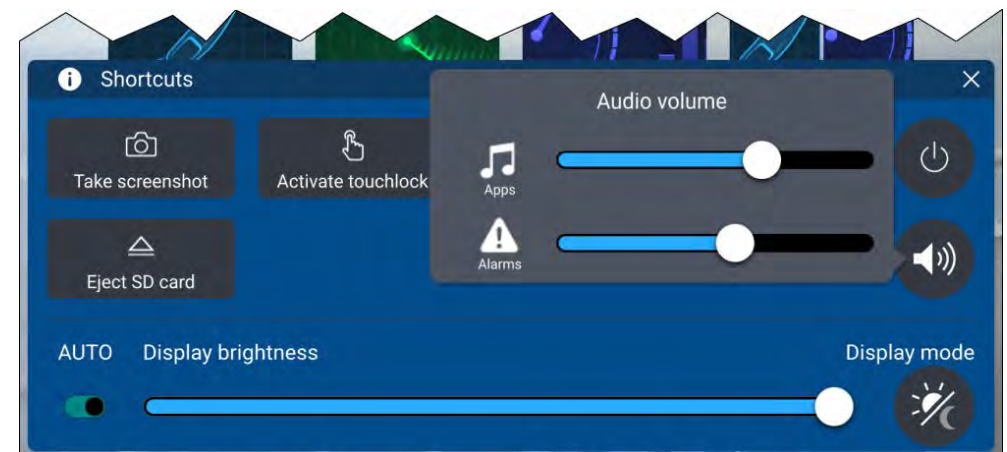 Shortcuts
Audio volume
Take screenshot
Activate touchlock
Apps
Alarms
Eject SD card
AUTO
Display brightness
Display mode